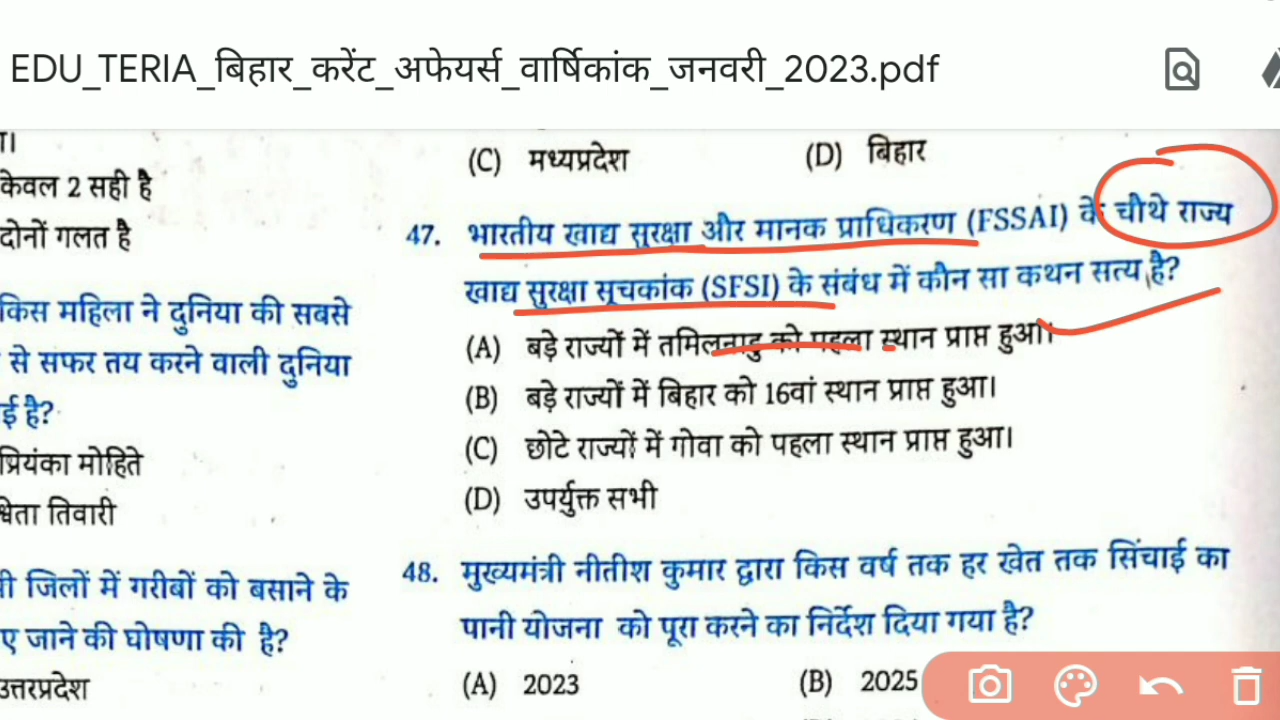 EDU_TERIA_बिहार_करेंट_अफेयर्स_वार्षिकांक_जनवरी_2023.pdf
ा।
केवल 2 सही है
दोनों गलत है
किस महिला ने दुनिया की सबसे
से सफर तय करने वाली दुनिया
ई है?
प्रियंका मोहिते
श्वेता तिवारी
ी जिलों में गरीबों को बसाने के
ए जाने की घोषणा की है?
उत्तरप्रदेश
(C) मध्यप्रदेश (D) बिहार
47. भारतीय खाद्य सुरक्षा और मानक प्राधिकरण (FSSAI) के चौथे राज्य
खाद्य सुरक्षा सूचकांक (SFSI) के संबंध में कौन सा कथन सत्य है?
(A) बड़े राज्यों में तमिलनाडु को पहला स्थान प्राप्त हुआ।
(B) बड़े राज्यों में बिहार को 16वां स्थान प्राप्त हुआ।
(C) छोटे राज्यों में गोवा को पहला स्थान प्राप्त हुआ।
(D) उपर्युक्त सभी
48. मुख्यमंत्री नीतीश कुमार द्वारा किस वर्ष तक हर खेत तक सिंचाई का
पानी योजना को पूरा करने का निर्देश दिया गया है?
(A) 2023 (B) 2025